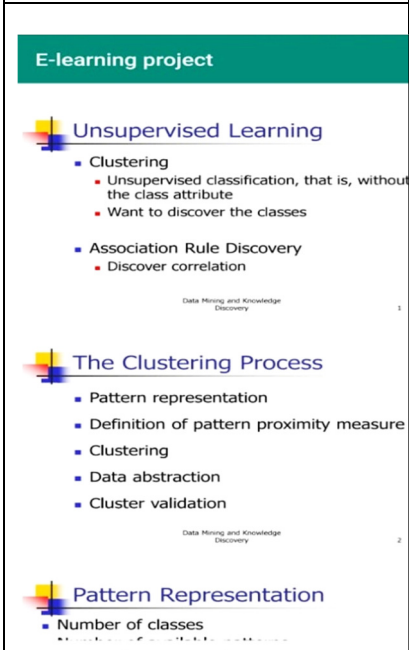 E-learning project
Unsupervised Learning
Clustering
Unsupervised classification, that is, without
the class attribute
Want to discover the classes
Association Rule Discovery
Discover correlation
Data Mining and Knowledge
Discovery
1
The Clustering Process
Pattern representation
Definition of pattern proximity measure
Clustering
Data abstraction
Cluster validation
Data Mining and Knowledge
Discovery
2
Pattern Representation
Number of classes